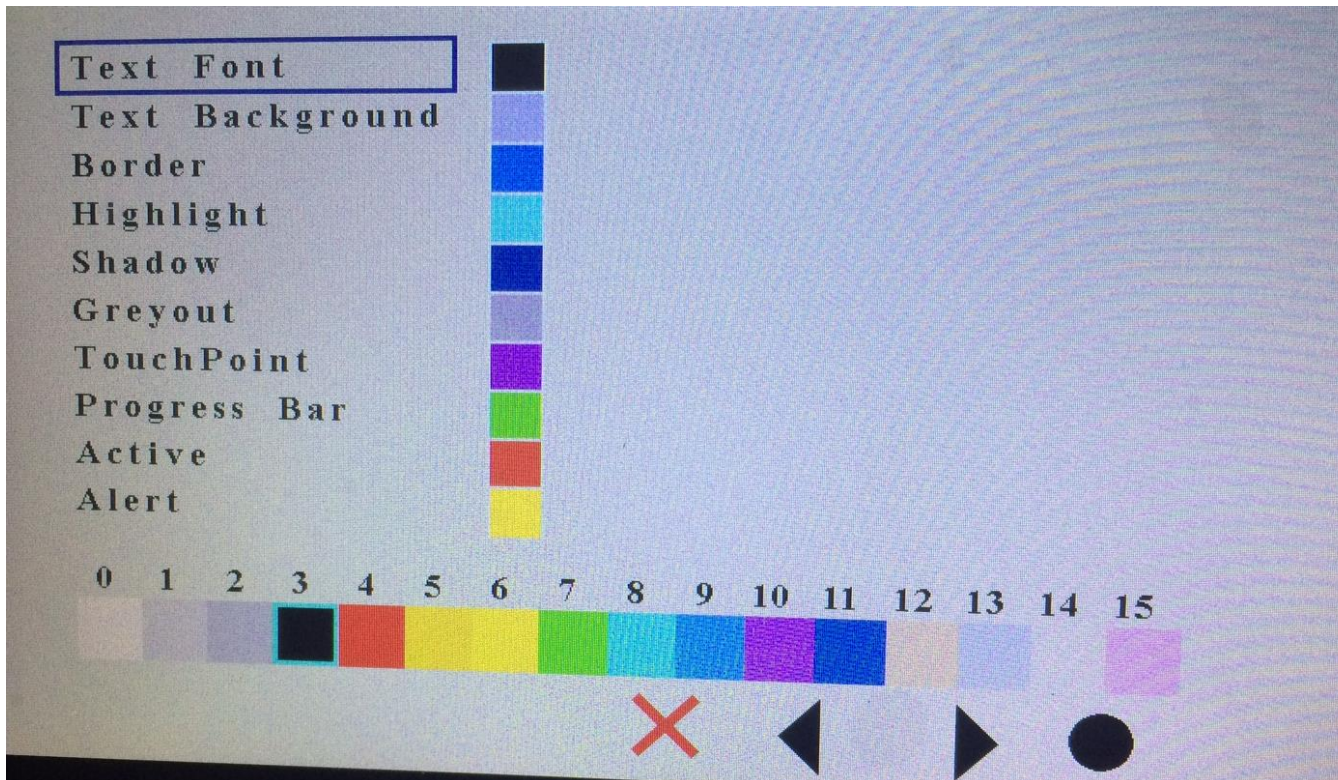 Text Font
Text Background
Border
Highlight
Shadow
Greyout
TouchPoint
Progress Bar
Active
Alert
0 1 2 3 4 5 6 7 8 9 10 11 12 13 14 15